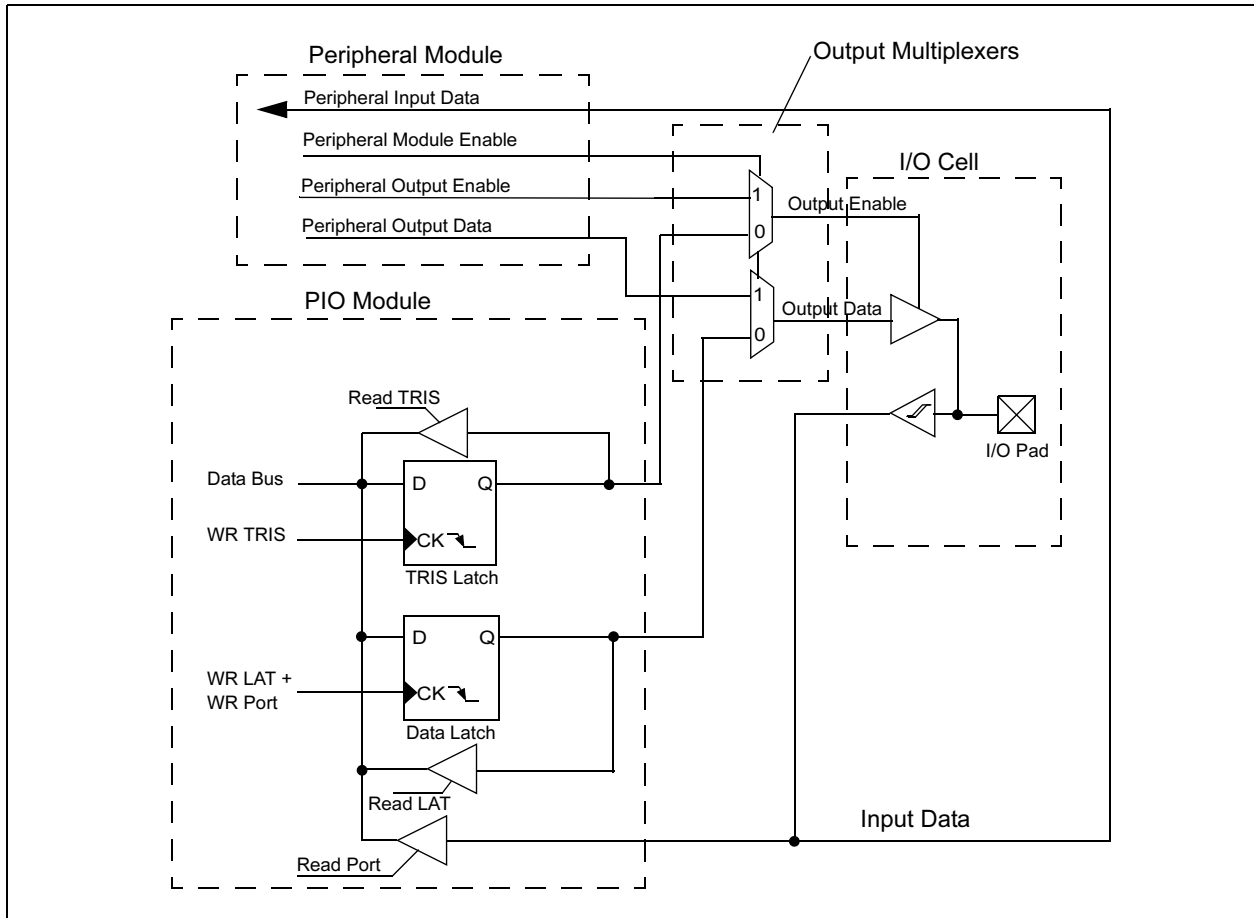 Peripheral Module
Output Multiplexers
Peripheral Input Data
Peripheral Module Enable
I/O Cell
Peripheral Output Enable
1
Output Enable
Peripheral Output Data
0
PIO Module
1
Output Data
0
Read TRIS
I/O Pad
Data Bus
D
Q
WR TRIS
CK
TRIS Latch
D
Q
WR LAT +
WR Port
CK
Data Latch
Read LAT
Input Data
Read Port